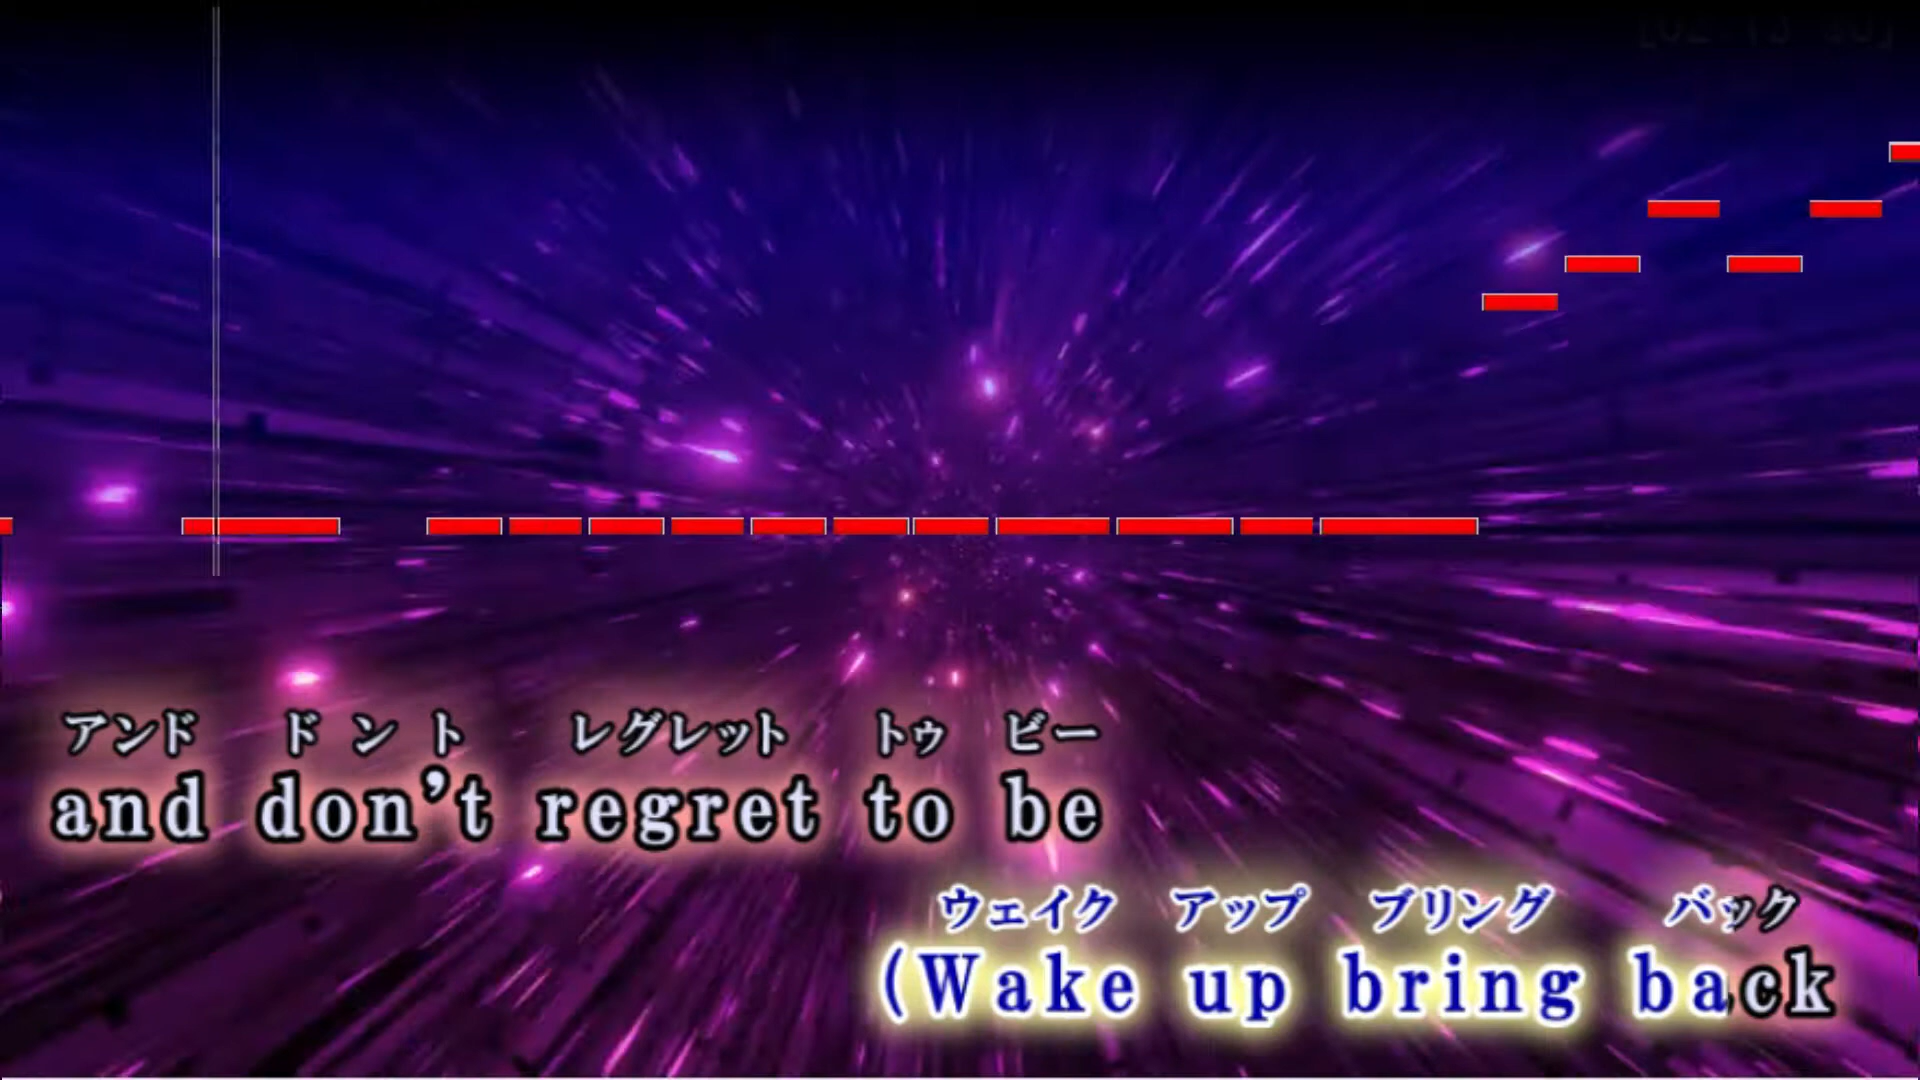 アンド ドント レグレット トゥ ビー
and don’t regret to be
ウェイク アップ ブリング バック
(Wake up bring back